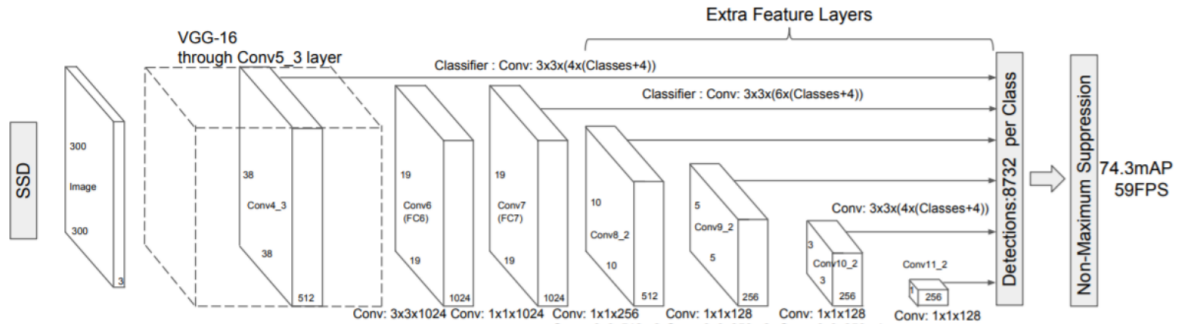 Extra Feature Layers
VGG-16
through Conv5_3 layer
Classifier : Conv: 3x3x(4x(Classes+4))
Classifier : Conv: 3x3x(6x(Classes+4))
SSD
300
Image
300
3
38
Conv4_3
38
512
19
Conv6
(FC6)
19
1024
19
Conv7
(FC7)
19
1024
10
Conv8_2
10
512
5
Conv9_2
5
256
Conv: 3x3x(4x(Classes+4))
3
Conv10_2
3
256
Conv11_2
1
256
Detections:8732 per Class
Non-Maximum Suppression
74.3mAP
59FPS
Conv: 3x3x1024
Conv: 1x1x1024
Conv: 1x1x256
Conv: 1x1x128
Conv: 1x1x128
Conv: 1x1x128